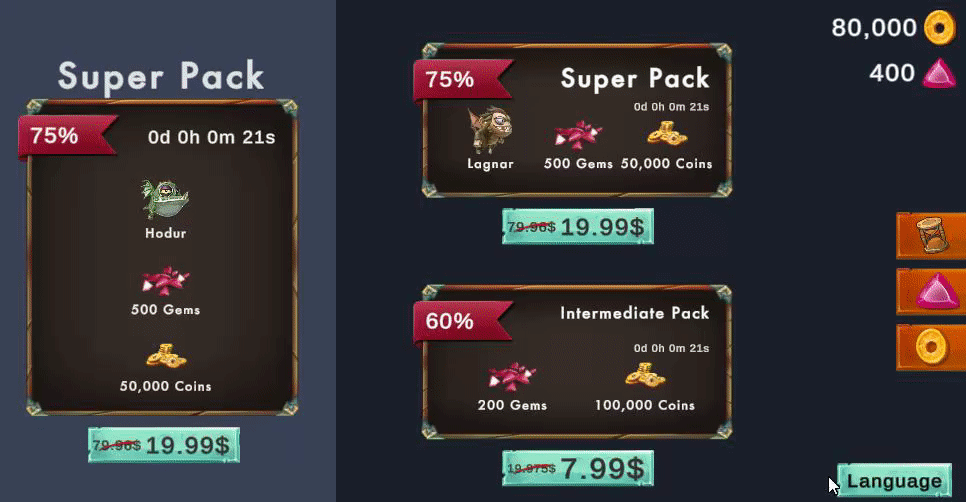 Super Pack
75%
0d 0h 0m 21s
Hodur
500 Gems
50,000 Coins
79.96$ 19.99$
75%
Super Pack
0d 0h 0m 21s
Lagnar
500 Gems
50,000 Coins
79.96$ 19.99$
60%
Intermediate Pack
0d 0h 0m 21s
200 Gems
100,000 Coins
19.975$ 7.99$
80,000
400
Language